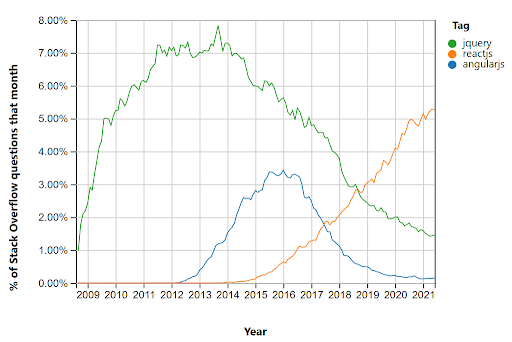 8.00%
7.00%
6.00%
5.00%
4.00%
3.00%
2.00%
1.00%
0.00%
% of Stack Overflow questions that month
2009 2010 2011 2012 2013 2014 2015 2016 2017 2018 2019 2020 2021
Year
Tag
jquery
reactjs
angularjs